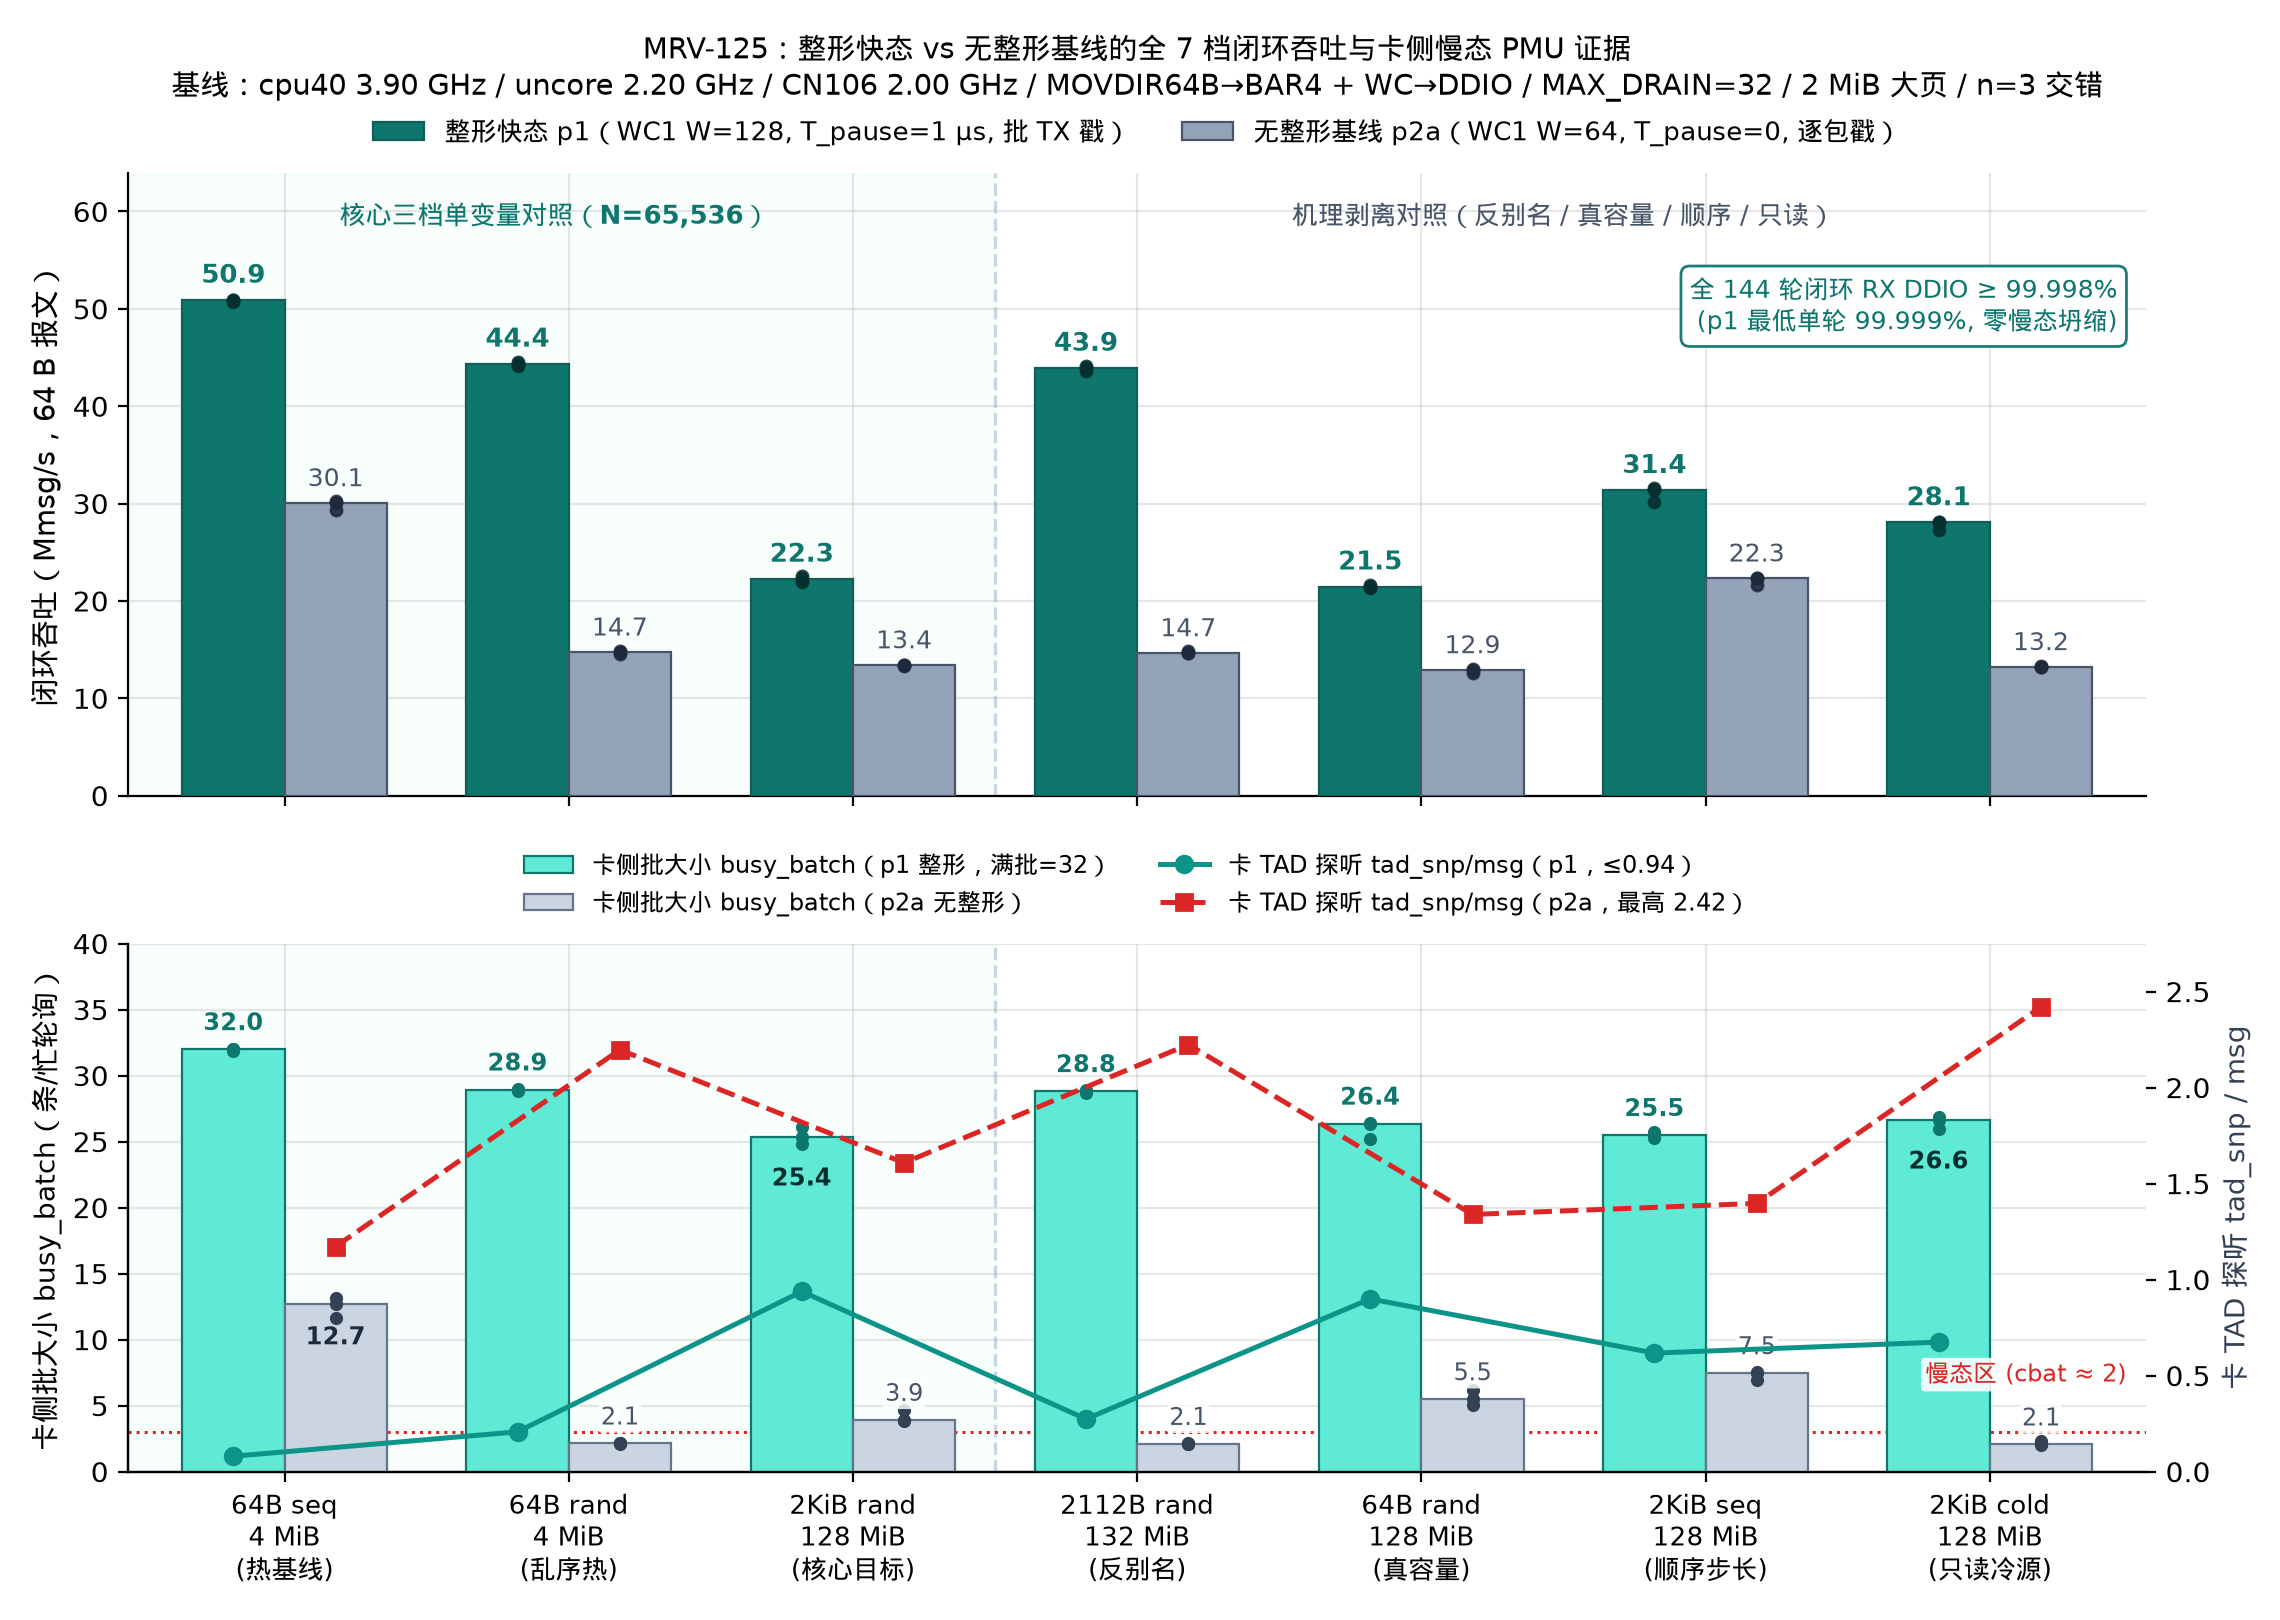 MRV-125：整形快态 vs 无整形基线的全 7 档闭环吞吐与卡侧慢态 PMU 证据
基线：cpu40 3.90 GHz / uncore 2.20 GHz / CN106 2.00 GHz / MOVDIR64B→BAR4 + WC→DDIO / MAX_DRAIN=32 / 2 MiB 大页 / n=3 交错
整形快态 p1（WC1 W=128, T_pause=1 µs, 批 TX 戳）
无整形基线 p2a（WC1 W=64, T_pause=0, 逐包戳）
闭环吞吐（Mmsg/s，64 B 报文）
60
50
40
30
20
10
0
核心三档单变量对照（N=65,536）
机理剥离对照（反别名 / 真容量 / 顺序 / 只读）
全 144 轮闭环 RX DDIO ≥ 99.998%
(p1 最低单轮 99.999%, 零慢态坍缩)
50.9
30.1
44.4
14.7
22.3
13.4
43.9
14.7
21.5
12.9
31.4
22.3
28.1
13.2
卡侧批大小 busy_batch（p1 整形，满批=32）
卡侧批大小 busy_batch（p2a 无整形）
卡 TAD 探听 tad_snp/msg（p1，≤0.94）
卡 TAD 探听 tad_snp/msg（p2a，最高 2.42）
卡侧批大小 busy_batch（条/忙轮询）
40
35
30
25
20
15
10
5
0
32.0
12.7
28.9
2.1
25.4
3.9
28.8
2.1
26.4
5.5
25.5
7.5
26.6
2.1
慢态区 (cbat ≈ 2)
2.5
2.0
1.5
1.0
0.5
0.0
卡 TAD 探听 tad_snp / msg
64B seq
4 MiB
(热基线)
64B rand
4 MiB
(乱序热)
2KiB rand
128 MiB
(核心目标)
2112B rand
132 MiB
(反别名)
64B rand
128 MiB
(真容量)
2KiB seq
128 MiB
(顺序步长)
2KiB cold
128 MiB
(只读冷源)